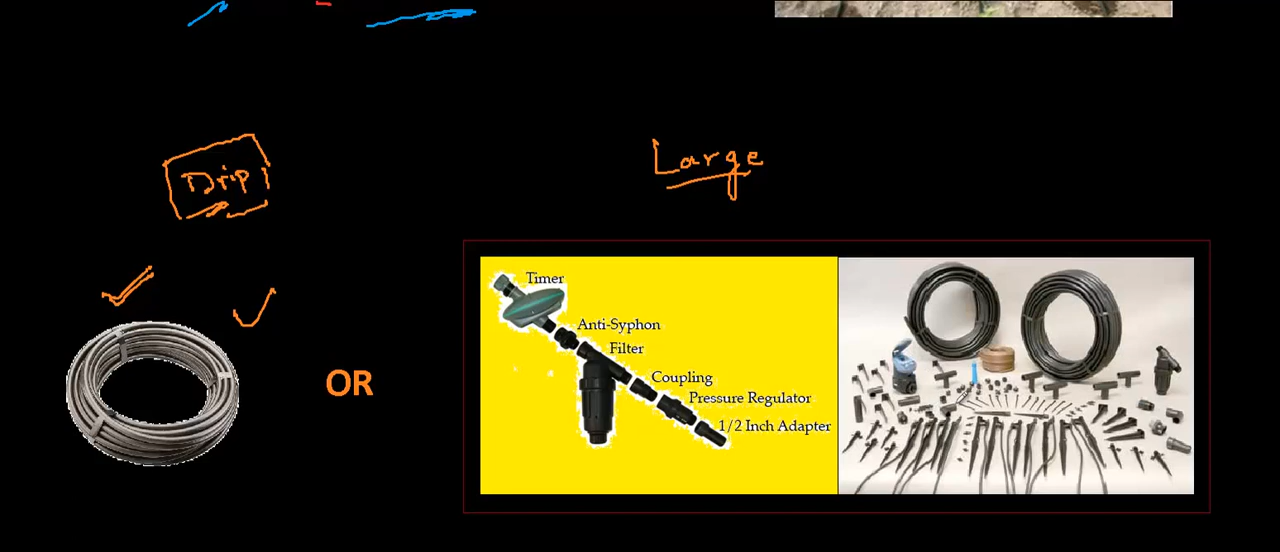 Drip
Large
OR
Timer
Anti-Syphon
Filter
Coupling
Pressure Regulator
1/2 Inch Adapter